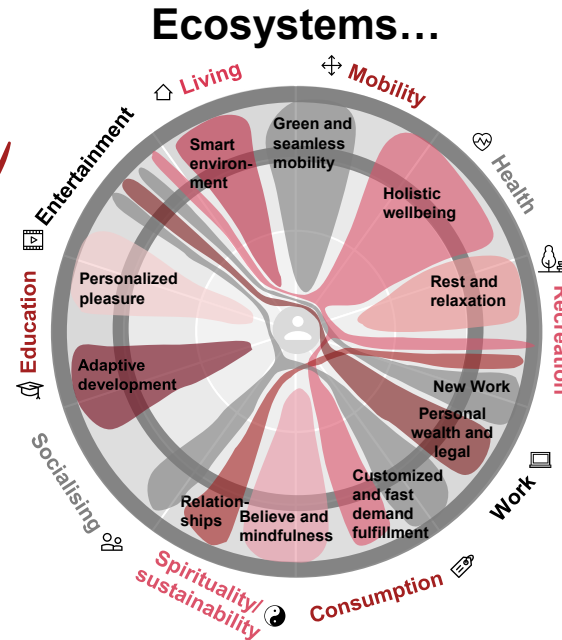 Ecosystems...
Living
Mobility
Entertainment
Health
Education
Recreation
Socialising
Work
Spirituality/
sustainability
Consumption
Smart
environ-
ment
Green and
seamless
mobility
Holistic
wellbeing
Personalized
pleasure
Rest and
relaxation
Adaptive
development
New Work
Personal
wealth and
legal
Customized
and fast
demand
fulfillment
Relation-
ships
Believe and
mindfulness